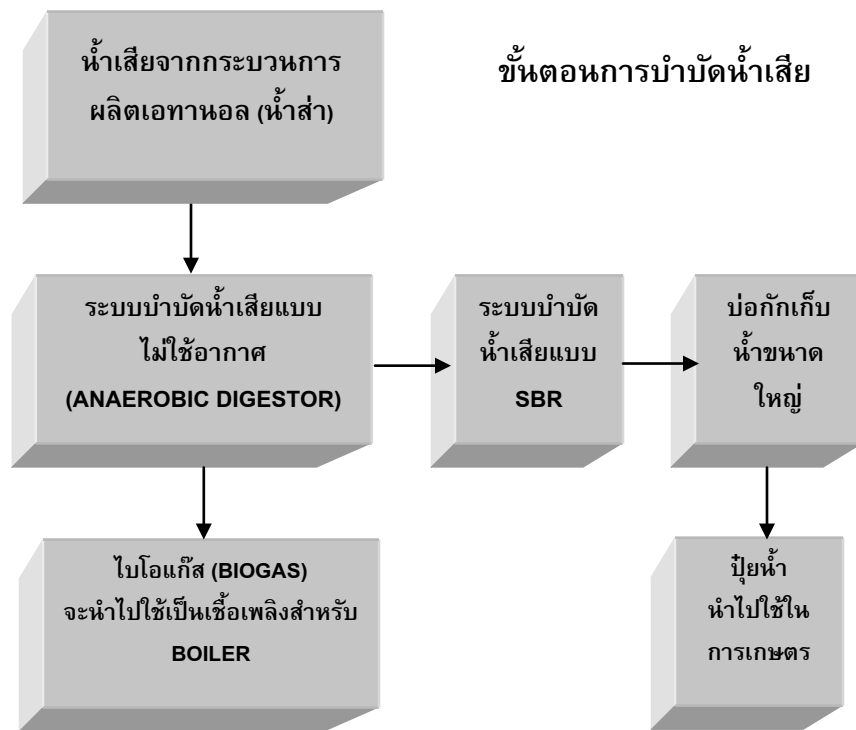 ขั้นตอนการบำบัดน้ำเสีย
น้ำเสียจากกระบวนการ
ผลิตเอทานอล (น้ำส่า)
ระบบบำบัดน้ำเสียแบบ
ไม่ใช้อากาศ
(ANAEROBIC DIGESTOR)
ระบบบำบัด
น้ำเสียแบบ
SBR
บ่อกักเก็บ
น้ำขนาด
ใหญ่
ไบโอแก๊ส (BIOGAS)
จะนำไปใช้เป็นเชื้อเพลิงสำหรับ
BOILER
ปุ๋ยน้ำ
นำไปใช้ใน
การเกษตร